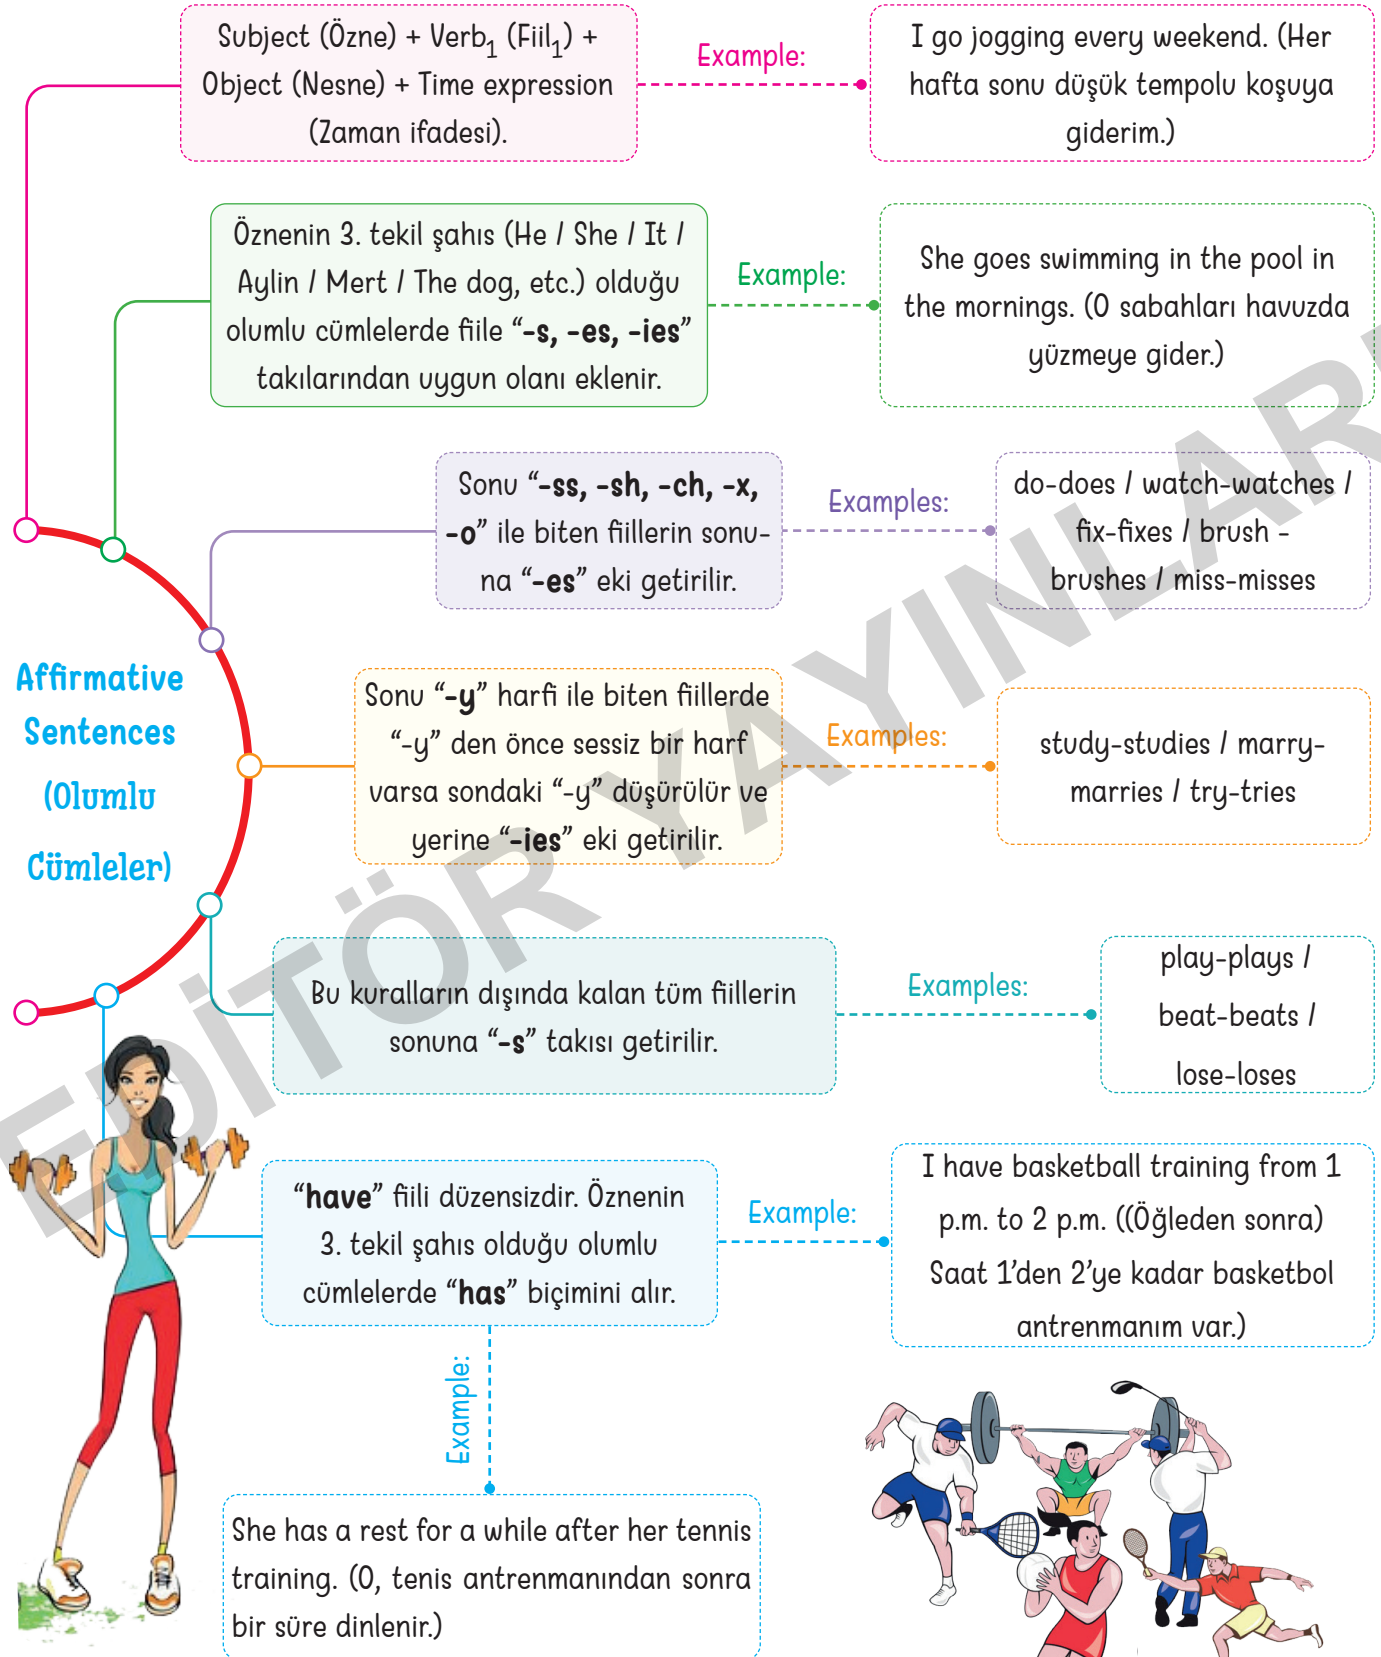 Subject (Özne) + Verb₁ (Fiil₁) +
Object (Nesne) + Time expression
(Zaman ifadesi).
Example:
I go jogging every weekend. (Her
hafta sonu düşük tempolu koşuya
giderim.)
Öznenin 3. tekil şahıs (He / She / It /
Aylin / Mert / The dog, etc.) olduğu
olumlu cümlelerde fiile “-s, -es, -ies”
takılarından uygun olanı eklenir.
Example:
She goes swimming in the pool in
the mornings. (O sabahları havuzda
yüzmeye gider.)
Sonu “-ss, -sh, -ch, -x,
-o” ile biten fiillerin sonu-
na “-es” eki getirilir.
Examples:
do-does / watch-watches /
fix-fixes / brush -
brushes / miss-misses
Affirmative
Sentences
(Olumlu
Cümleler)
Sonu “-y” harfi ile biten fiillerde
“-y” den önce sessiz bir harf
varsa sondaki “-y” düşürülür ve
yerine “-ies” eki getirilir.
Examples:
study-studies / marry-
marries / try-tries
Bu kuralların dışında kalan tüm fiillerin
sonuna “-s” takısı getirilir.
Examples:
play-plays /
beat-beats /
lose-loses
“have” fiili düzensizdir. Öznenin
3. tekil şahıs olduğu olumlu
cümlelerde “has” biçimini alır.
Example:
I have basketball training from 1
p.m. to 2 p.m. ((Öğleden sonra)
Saat 1’den 2’ye kadar basketbol
antrenmanım var.)
Example:
She has a rest for a while after her tennis
training. (O, tenis antrenmanından sonra
bir süre dinlenir.)
EDİTÖR YAYINLAR